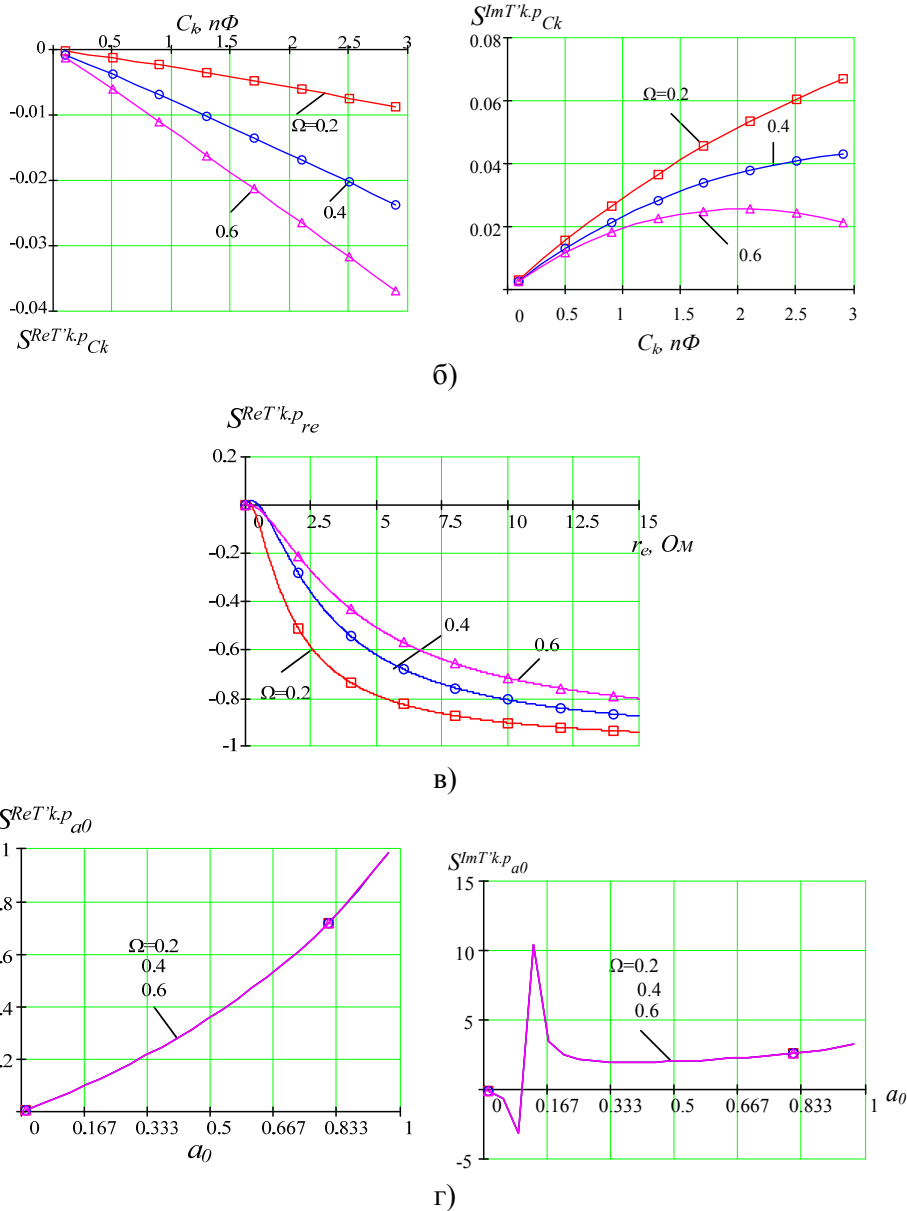 C_k, пФ
0 0.5 1 1.5 2 2.5 3
0
-0.01
-0.02
-0.03
-0.04
Ω=0.2
0.4
0.6
S^{ReT'k.p}_{Ck}
S^{ImT'k.p}_{Ck}
0.08
0.06
0.04
0.02
Ω=0.2
0.4
0.6
0 0.5 1 1.5 2 2.5 3
C_k, пФ
б)
S^{ReT'k.p}_{re}
0.2
0
-0.2
-0.4
-0.6
-0.8
-1
0 2.5 5 7.5 10 12.5 15
r_e, Ом
0.4
0.6
Ω=0.2
в)
S^{ReT'k.p}_{a0}
1
.8
.6
.4
.2
Ω=0.2
0.4
0.6
0 0.167 0.333 0.5 0.667 0.833 1
a_0
S^{ImT'k.p}_{a0}
15
10
5
-5
Ω=0.2
0.4
0.6
0 0.167 0.333 0.5 0.667 0.833 1
a_0
г)